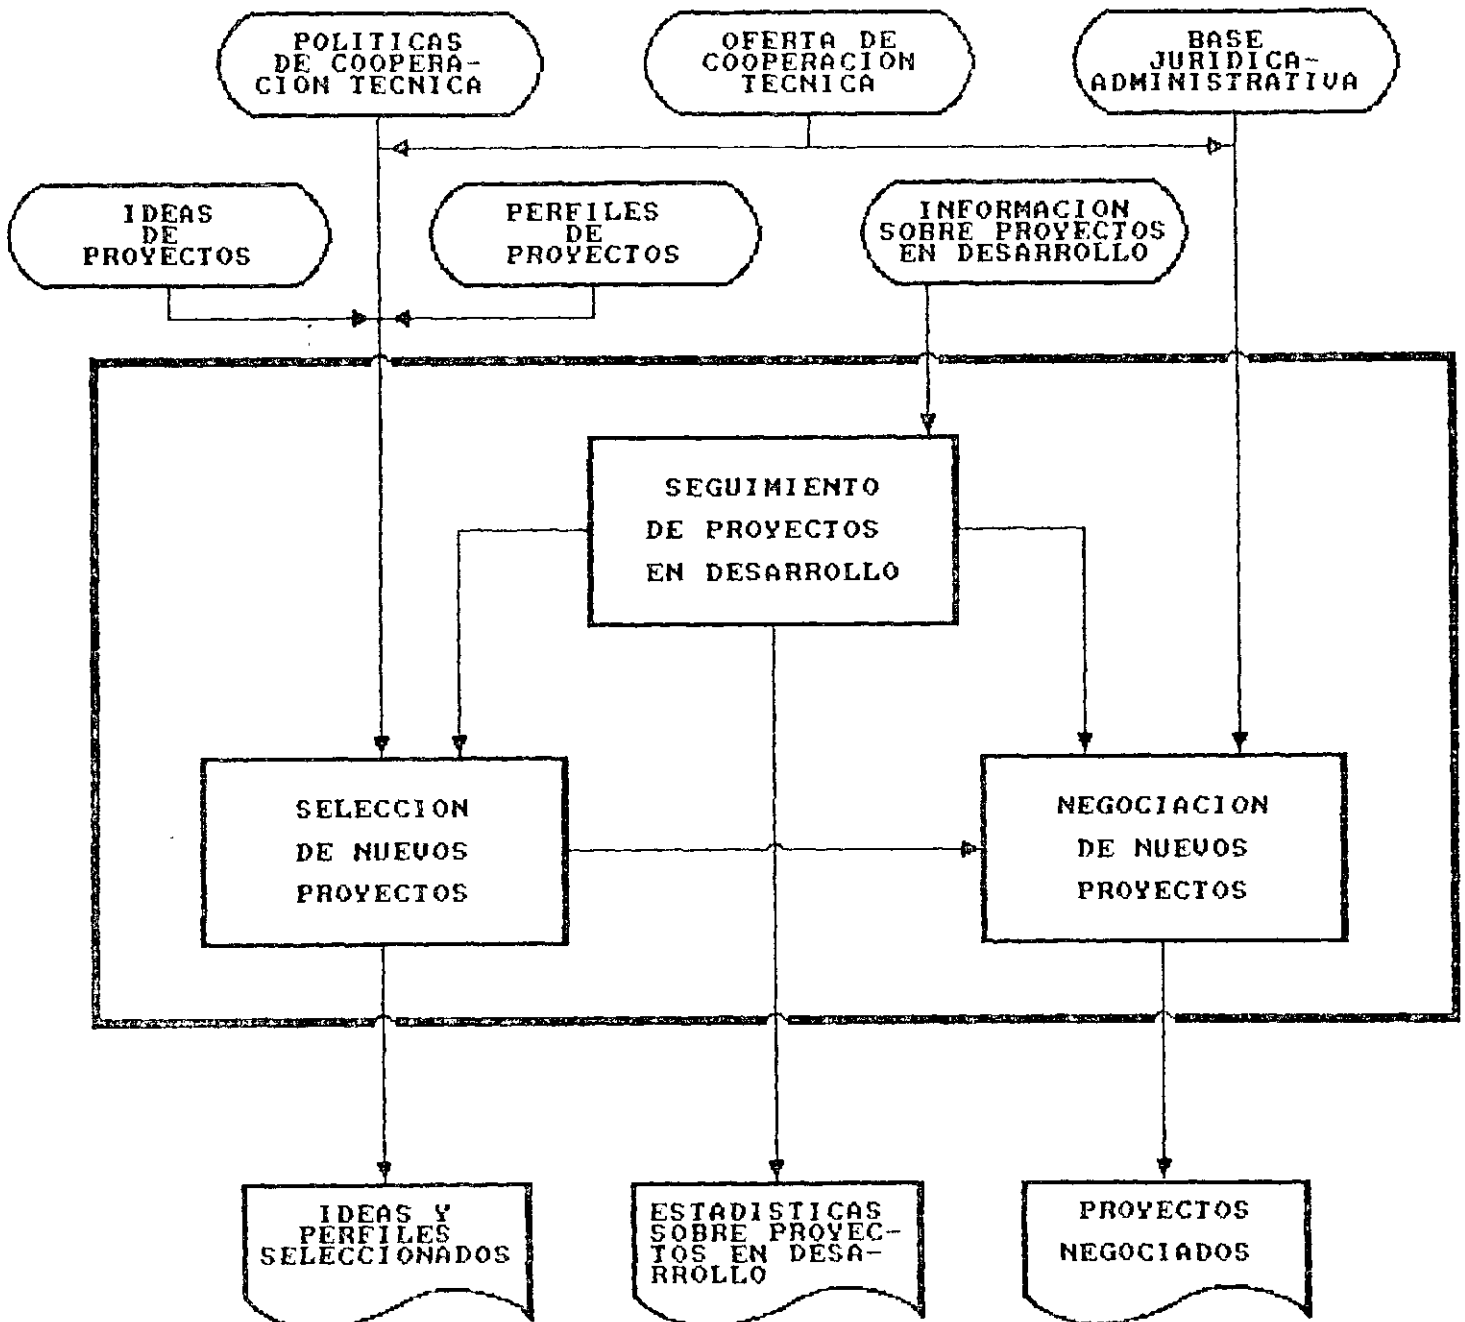 POLITICAS
DE COOPERA-
CION TECNICA
OFERTA DE
COOPERACION
TECNICA
BASE
JURIDICA-
ADMINISTRATIVA
IDEAS
DE
PROYECTOS
PERFILES
DE
PROYECTOS
INFORMACION
SOBRE PROYECTOS
EN DESARROLLO
SEGUIMIENTO
DE PROYECTOS
EN DESARROLLO
SELECCION
DE NUEVOS
PROYECTOS
NEGOCIACION
DE NUEVOS
PROYECTOS
IDEAS Y
PERFILES
SELECCIONADOS
ESTADISTICAS
SOBRE PROYEC-
TOS EN DESA-
RROLLO
PROYECTOS
NEGOCIADOS